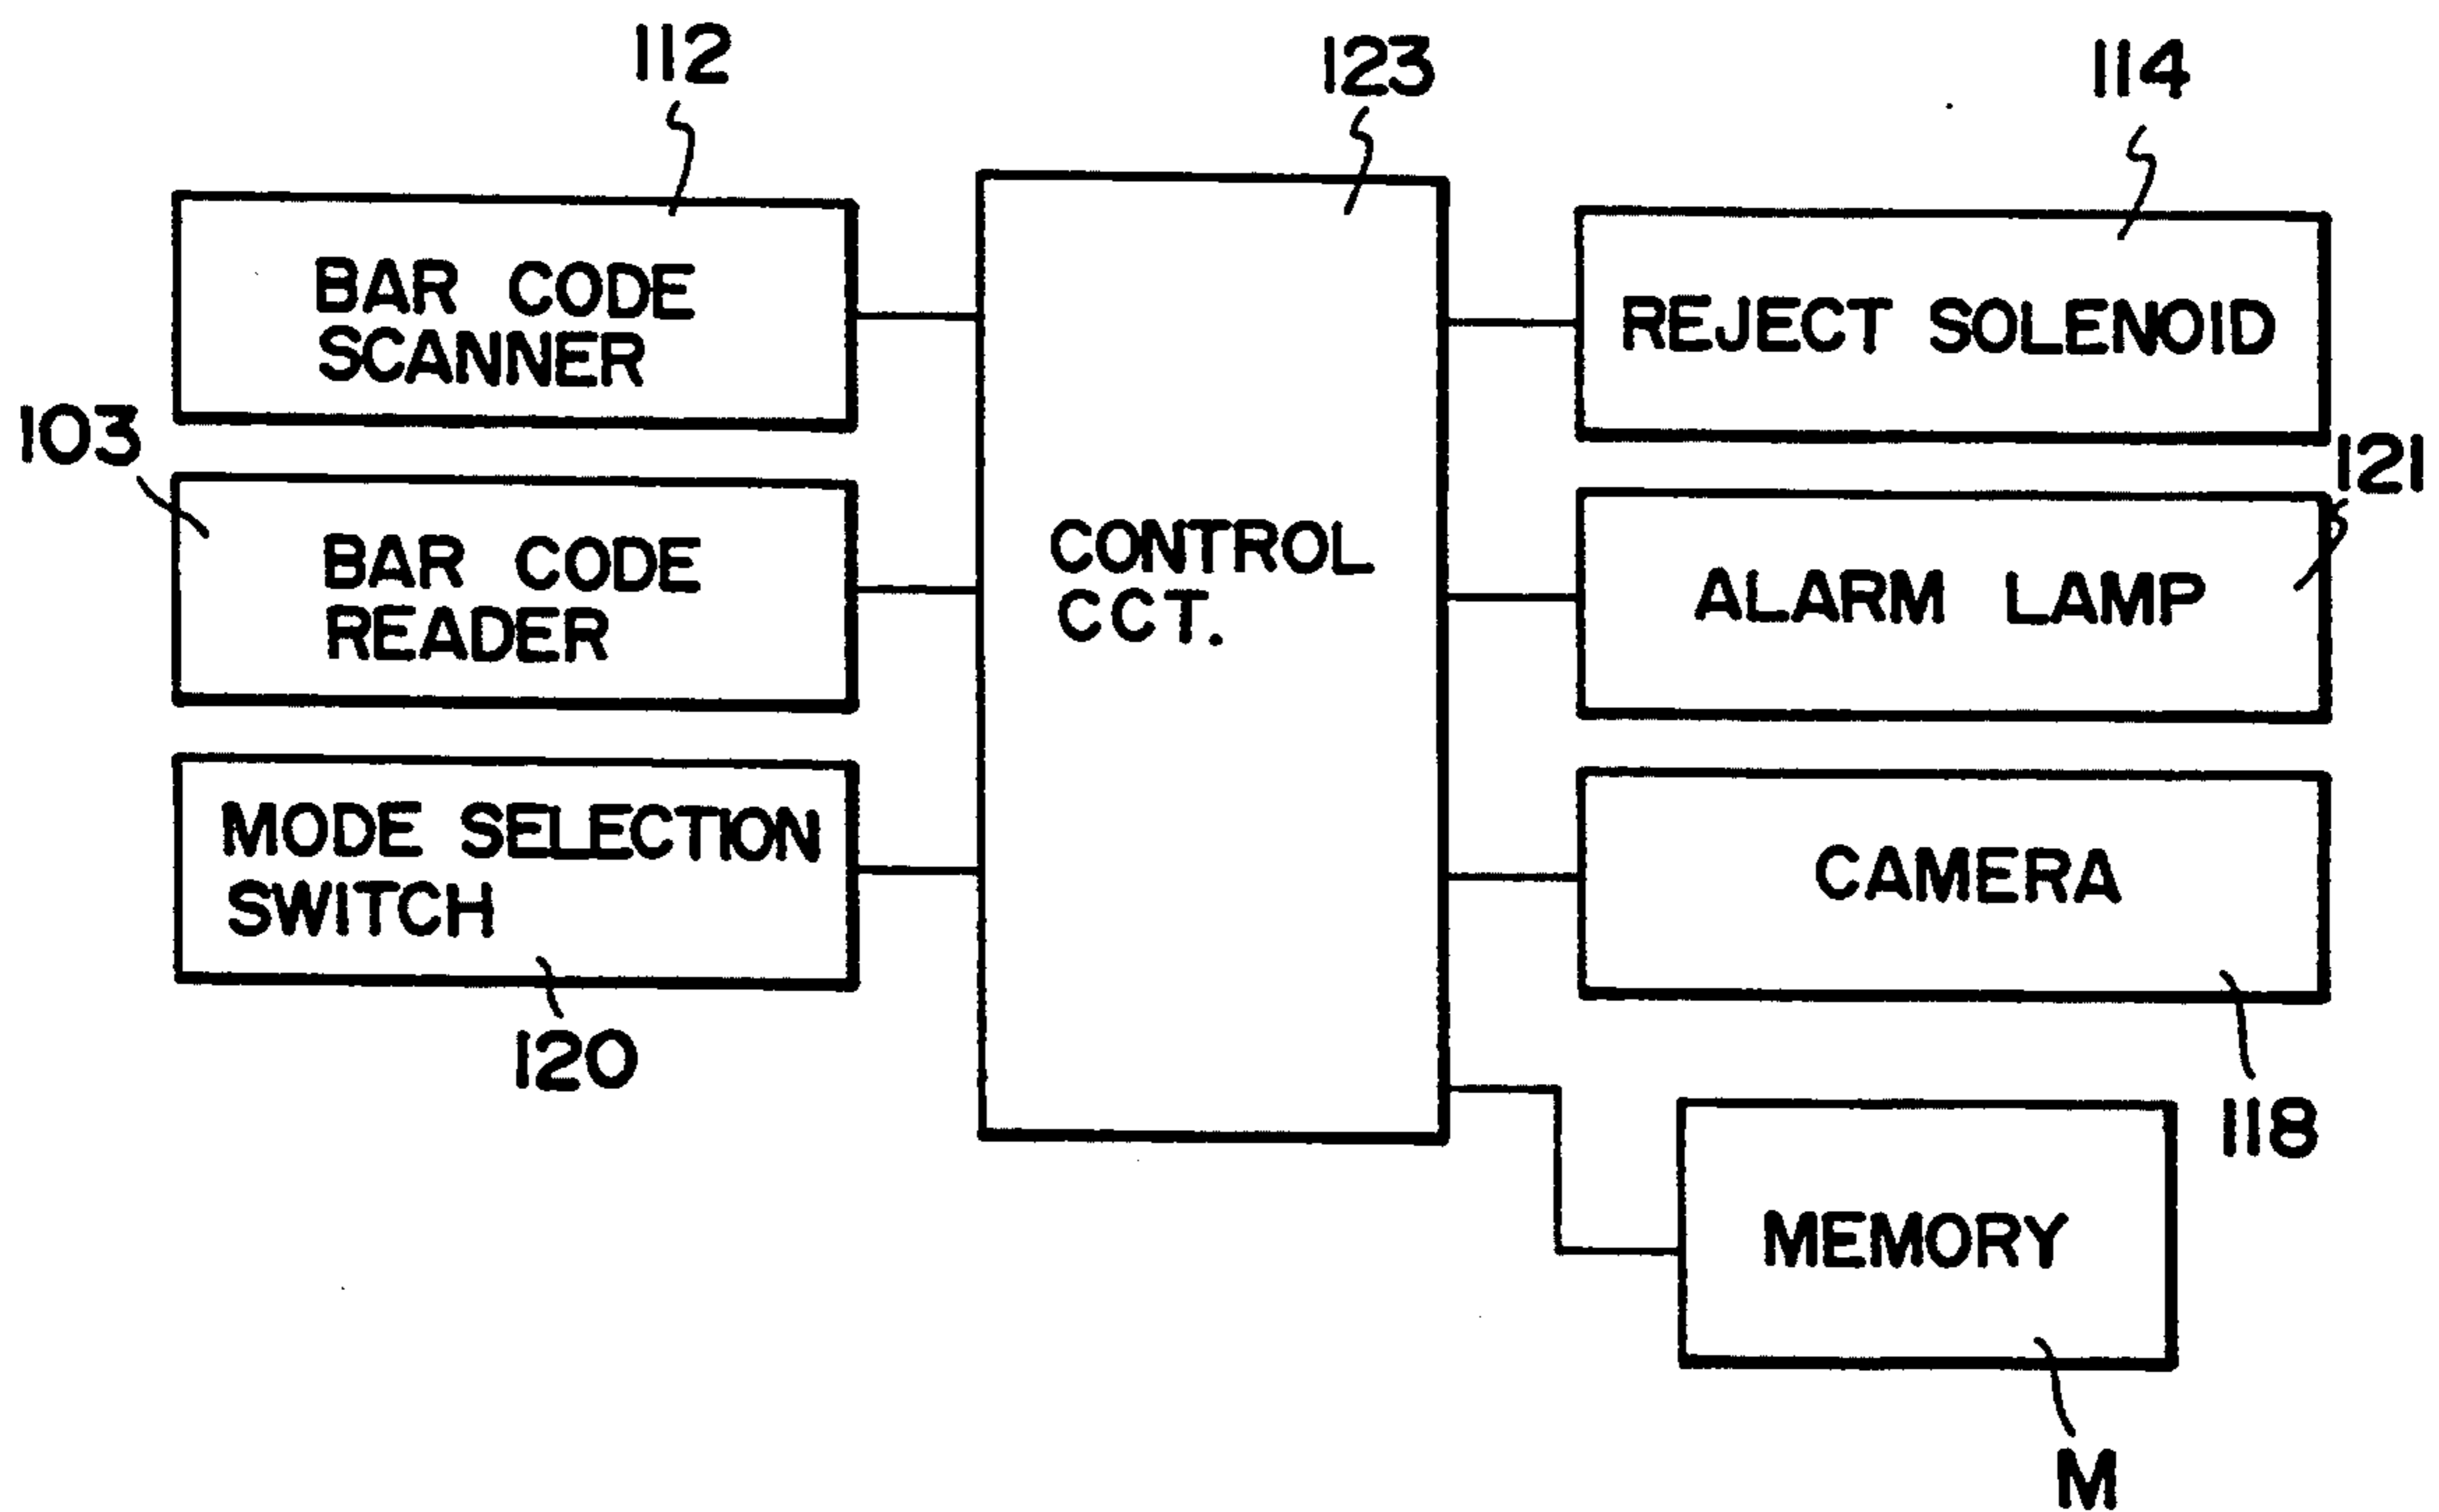 112
123
114
BAR CODE
SCANNER
REJECT SOLENOID
103
121
BAR CODE
READER
CONTROL
CCT.
ALARM LAMP
MODE SELECTION
SWITCH
CAMERA
120
118
MEMORY
M